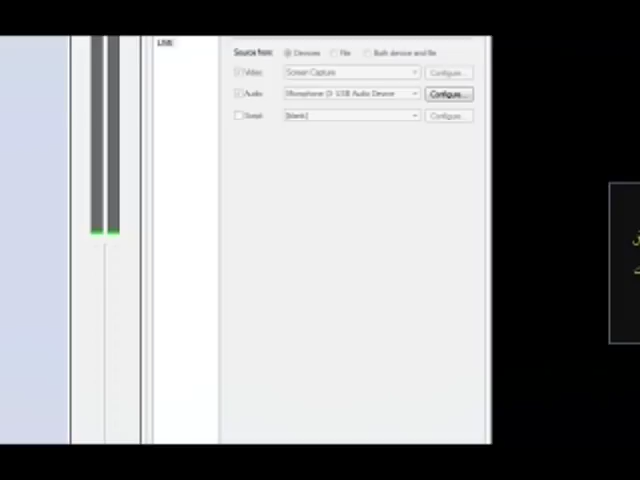 LIVE
Source from: Devices File Both device and file
Video: Screen Capture Configure...
Audio: Microphone (3- USB Audio Device Configure...
Script: [blank] Configure...